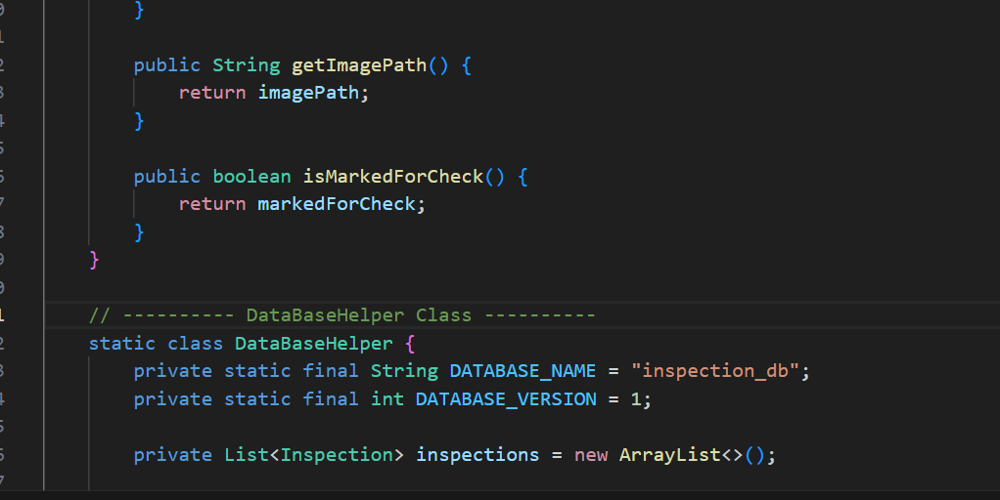 }
public String getImagePath() {
return imagePath;
}
public boolean isMarkedForCheck() {
return markedForCheck;
}
}
// ---------- DataBaseHelper Class ----------
static class DataBaseHelper {
private static final String DATABASE_NAME = "inspection_db";
private static final int DATABASE_VERSION = 1;
private List<Inspection> inspections = new ArrayList<>();